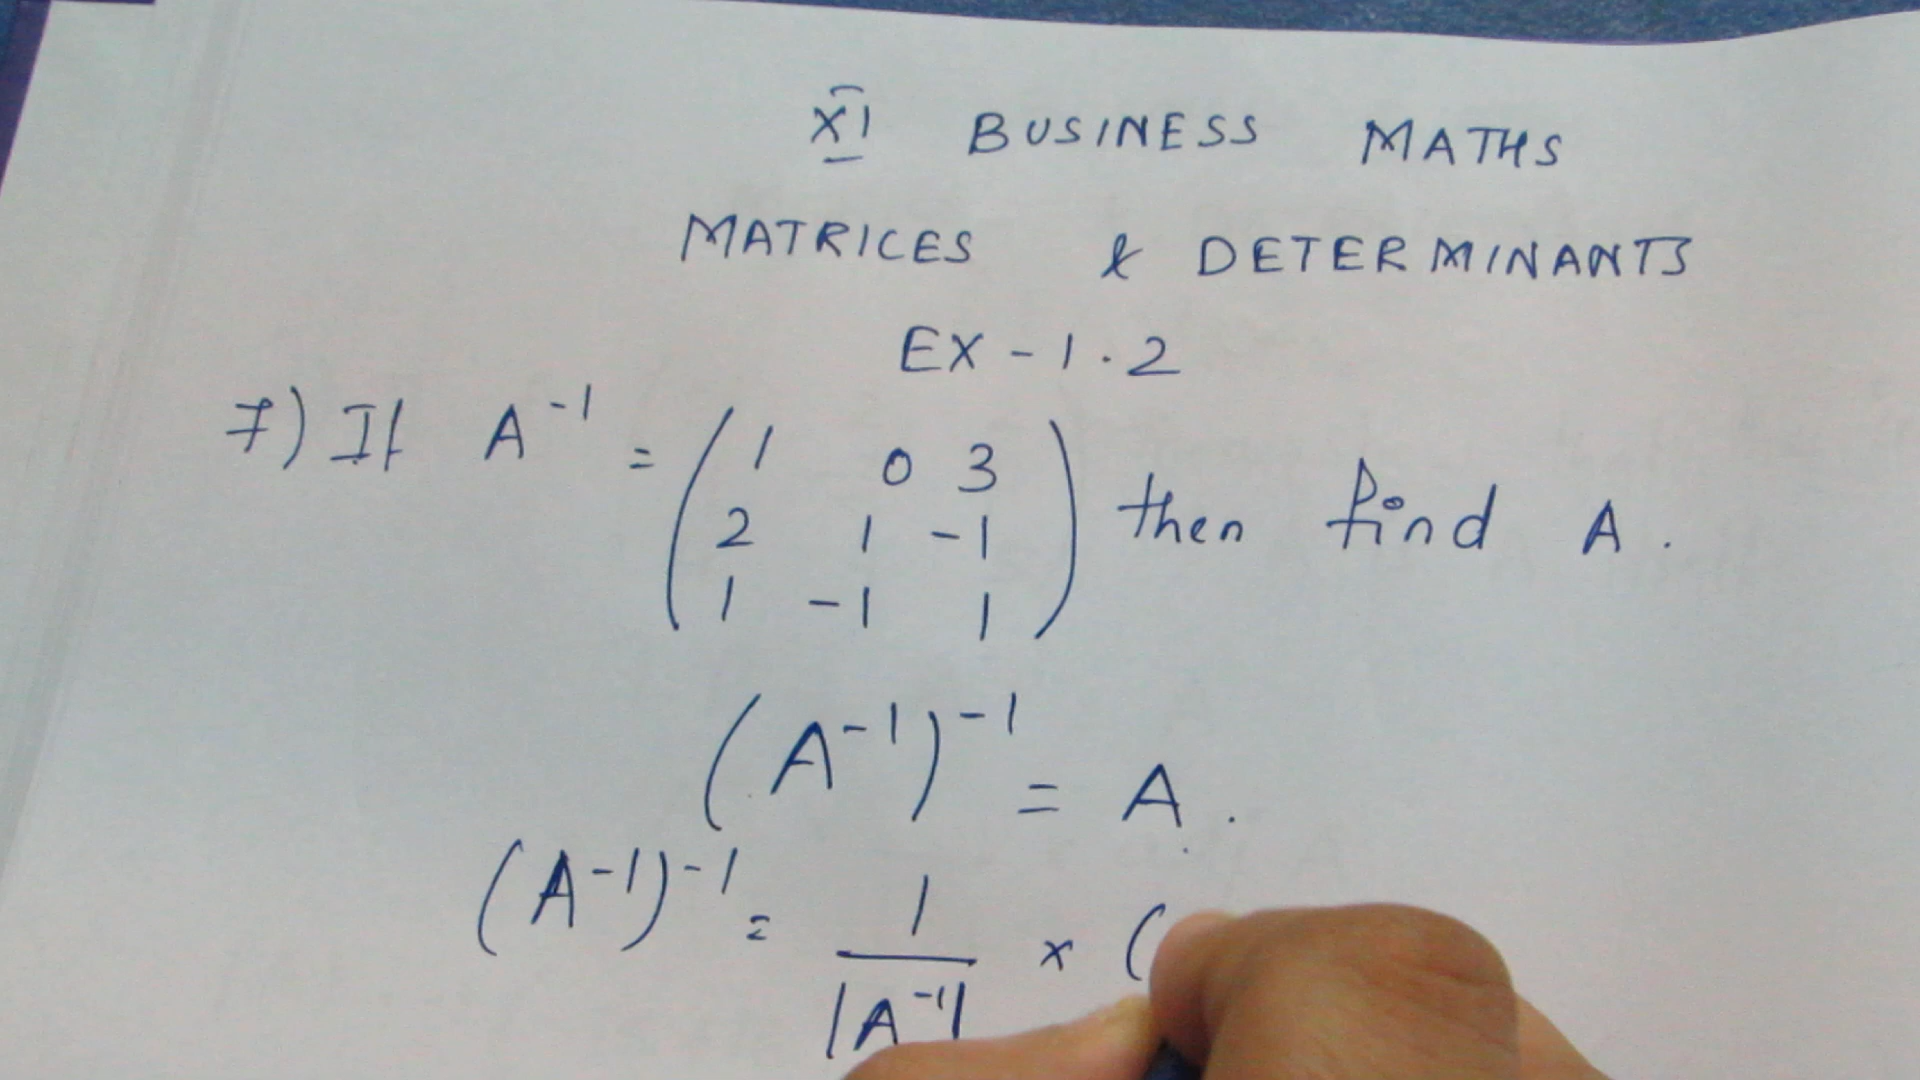 XI BUSINESS MATHS
MATRICES & DETERMINANTS
EX - 1.2
7) If A⁻¹ = ( 1 0 3
2 1 -1
1 -1 1 ) then find A.
(A⁻¹)⁻¹ = A.
(A⁻¹)⁻¹ = 1 / |A⁻¹| × (